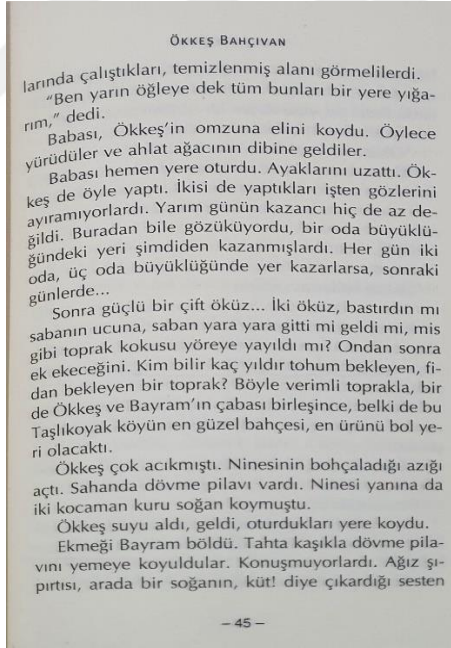 ÖKKEŞ BAHÇIVAN
larında çalıştıkları, temizlenmiş alanı görmelilerdi.
"Ben yarın öğleye dek tüm bunları bir yere yığa-
rım," dedi.
Babası, Ökkeş'in omzuna elini koydu. Öylece
yürüdüler ve ahlat ağacının dibine geldiler.
Babası hemen yere oturdu. Ayaklarını uzattı. Ök-
keş de öyle yaptı. İkisi de yaptıkları işten gözlerini
ayıramıyorlardı. Yarım günün kazancı hiç de az de-
ğildi. Buradan bile gözüküyordu, bir oda büyüklü-
ğündeki yeri şimdiden kazanmışlardı. Her gün iki
oda, üç oda büyüklüğünde yer kazarlarsa, sonraki
günlerde...
Sonra güçlü bir çift öküz... İki öküz, bastırdın mı
sabanın ucuna, saban yara yara gitti mi geldi mi, mis
gibi toprak kokusu yöreye yayıldı mı? Ondan sonra
ek ekeceğini. Kim bilir kaç yıldır tohum bekleyen, fi-
dan bekleyen bir toprak? Böyle verimli toprakla, bir
de Ökkeş ve Bayram'ın çabası birleşince, belki de bu
Taşlıkoyak köyün en güzel bahçesi, en ürünü bol ye-
ri olacaktı.
Ökkeş çok acıkmıştı. Ninesinin bohçaladığı azığı
açtı. Sahanda dövme pilavı vardı. Ninesi yanına da
iki kocaman kuru soğan koymuştu.
Ökkeş suyu aldı, geldi, oturdukları yere koydu.
Ekmeği Bayram böldü. Tahta kaşıkla dövme pila-
vını yemeye koyuldular. Konuşmuyorlardı. Ağız şı-
pırtısı, arada bir soğanın, küt! diye çıkardığı sesten
– 45 –